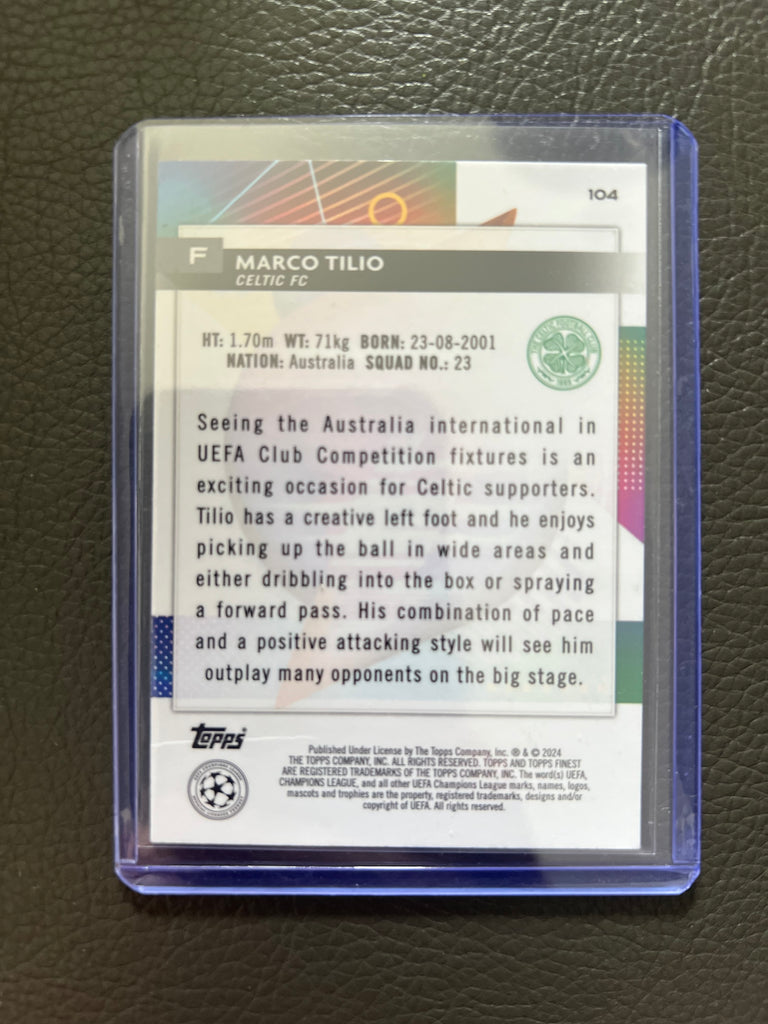 104
F
MARCO TILIO
CELTIC FC
HT: 1.70m WT: 71kg BORN: 23-08-2001
NATION: Australia SQUAD NO.: 23
THE CELTIC FOOTBALL CLUB
1888
Seeing the Australia international in
UEFA Club Competition fixtures is an
exciting occasion for Celtic supporters.
Tilio has a creative left foot and he enjoys
picking up the ball in wide areas and
either dribbling into the box or spraying
a forward pass. His combination of pace
and a positive attacking style will see him
outplay many opponents on the big stage.
Topps®
Published Under License by The Topps Company, Inc. ® & © 2024
THE TOPPS COMPANY, INC. ALL RIGHTS RESERVED. TOPPS AND TOPPS FINEST
ARE REGISTERED TRADEMARKS OF THE TOPPS COMPANY, INC. The word(s) UEFA,
CHAMPIONS LEAGUE, and all other UEFA Champions League marks, names, logos,
mascots and trophies are the property, registered trademarks, designs and/or
copyright of UEFA. All rights reserved.